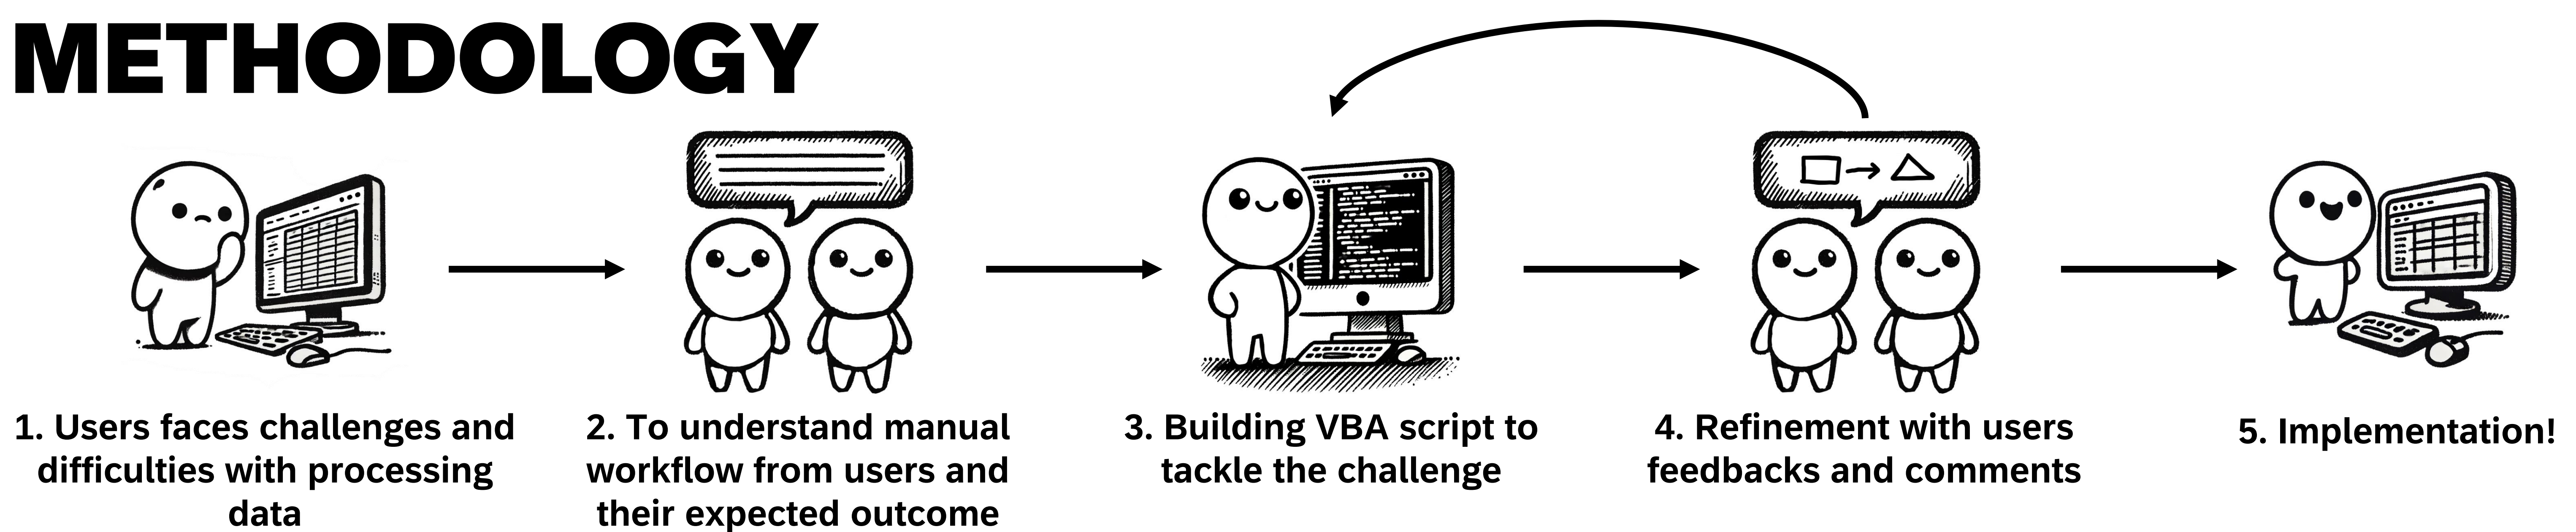 METHODOLOGY
1. Users faces challenges and
difficulties with processing
data
2. To understand manual
workflow from users and
their expected outcome
3. Building VBA script to
tackle the challenge
4. Refinement with users
feedbacks and comments
5. Implementation!